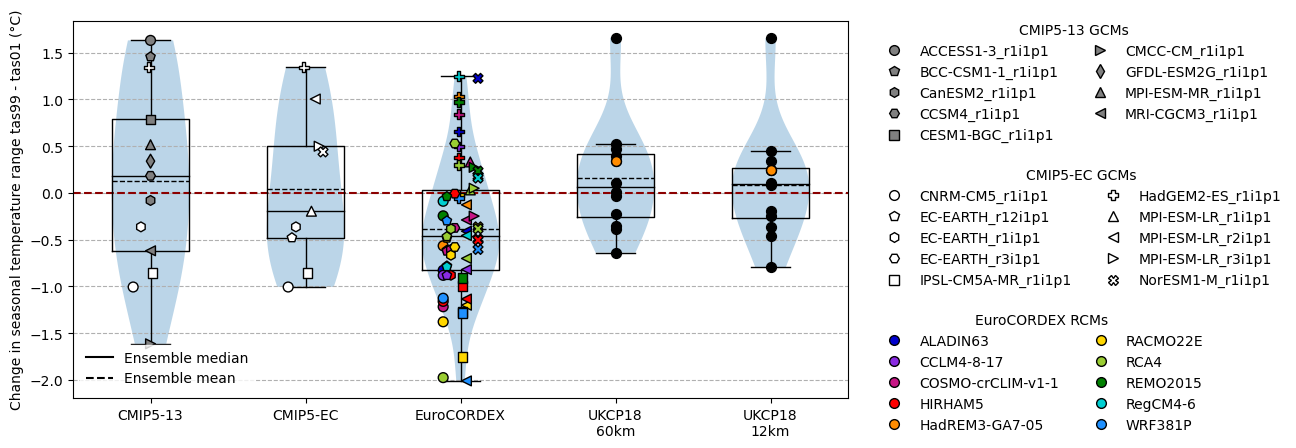 Change in seasonal temperature range tas99 - tas01 (°C)
1.5
1.0
0.5
0.0
−0.5
−1.0
−1.5
−2.0
Ensemble median
Ensemble mean
CMIP5-13
CMIP5-EC
EuroCORDEX
UKCP18
60km
UKCP18
12km
CMIP5-13 GCMs
ACCESS1-3_r1i1p1
BCC-CSM1-1_r1i1p1
CanESM2_r1i1p1
CCSM4_r1i1p1
CESM1-BGC_r1i1p1
CMCC-CM_r1i1p1
GFDL-ESM2G_r1i1p1
MPI-ESM-MR_r1i1p1
MRI-CGCM3_r1i1p1
CMIP5-EC GCMs
CNRM-CM5_r1i1p1
EC-EARTH_r12i1p1
EC-EARTH_r1i1p1
EC-EARTH_r3i1p1
IPSL-CM5A-MR_r1i1p1
HadGEM2-ES_r1i1p1
MPI-ESM-LR_r1i1p1
MPI-ESM-LR_r2i1p1
MPI-ESM-LR_r3i1p1
NorESM1-M_r1i1p1
EuroCORDEX RCMs
ALADIN63
CCLM4-8-17
COSMO-crCLIM-v1-1
HIRHAM5
HadREM3-GA7-05
RACMO22E
RCA4
REMO2015
RegCM4-6
WRF381P